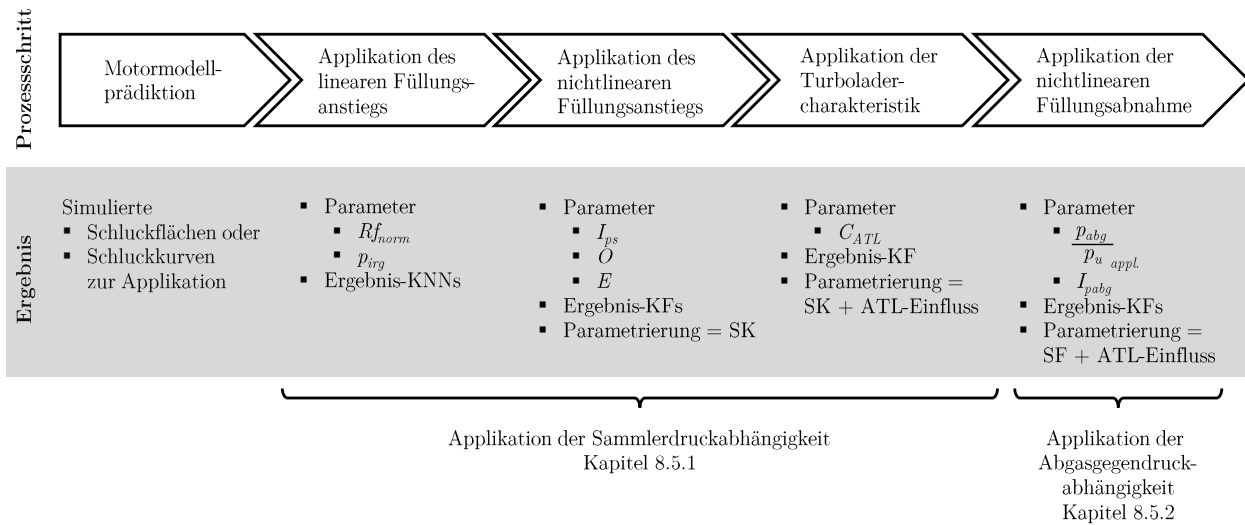 Prozessschritt
Motormodell-
prädiktion
Applikation des
linearen Füllungs-
anstiegs
Applikation des
nichtlinearen
Füllungsanstiegs
Applikation der
Turbolader-
charakteristik
Applikation der
nichtlinearen
Füllungsabnahme
Ergebnis
Simulierte
▪ Schluckflächen oder
▪ Schluckkurven
zur Applikation
▪ Parameter
▪ Rf_norm
▪ p_irg
▪ Ergebnis-KNNs
▪ Parameter
▪ I_ps
▪ O
▪ E
▪ Ergebnis-KFs
▪ Parametrierung = SK
▪ Parameter
▪ C_ATL
▪ Ergebnis-KF
▪ Parametrierung =
SK + ATL-Einfluss
▪ Parameter
▪ p_abg
p_u appl.
▪ I_pabg
▪ Ergebnis-KFs
▪ Parametrierung =
SF + ATL-Einfluss
Applikation der Sammlerdruckabhängigkeit
Kapitel 8.5.1
Applikation der
Abgasgegendruck-
abhängigkeit
Kapitel 8.5.2